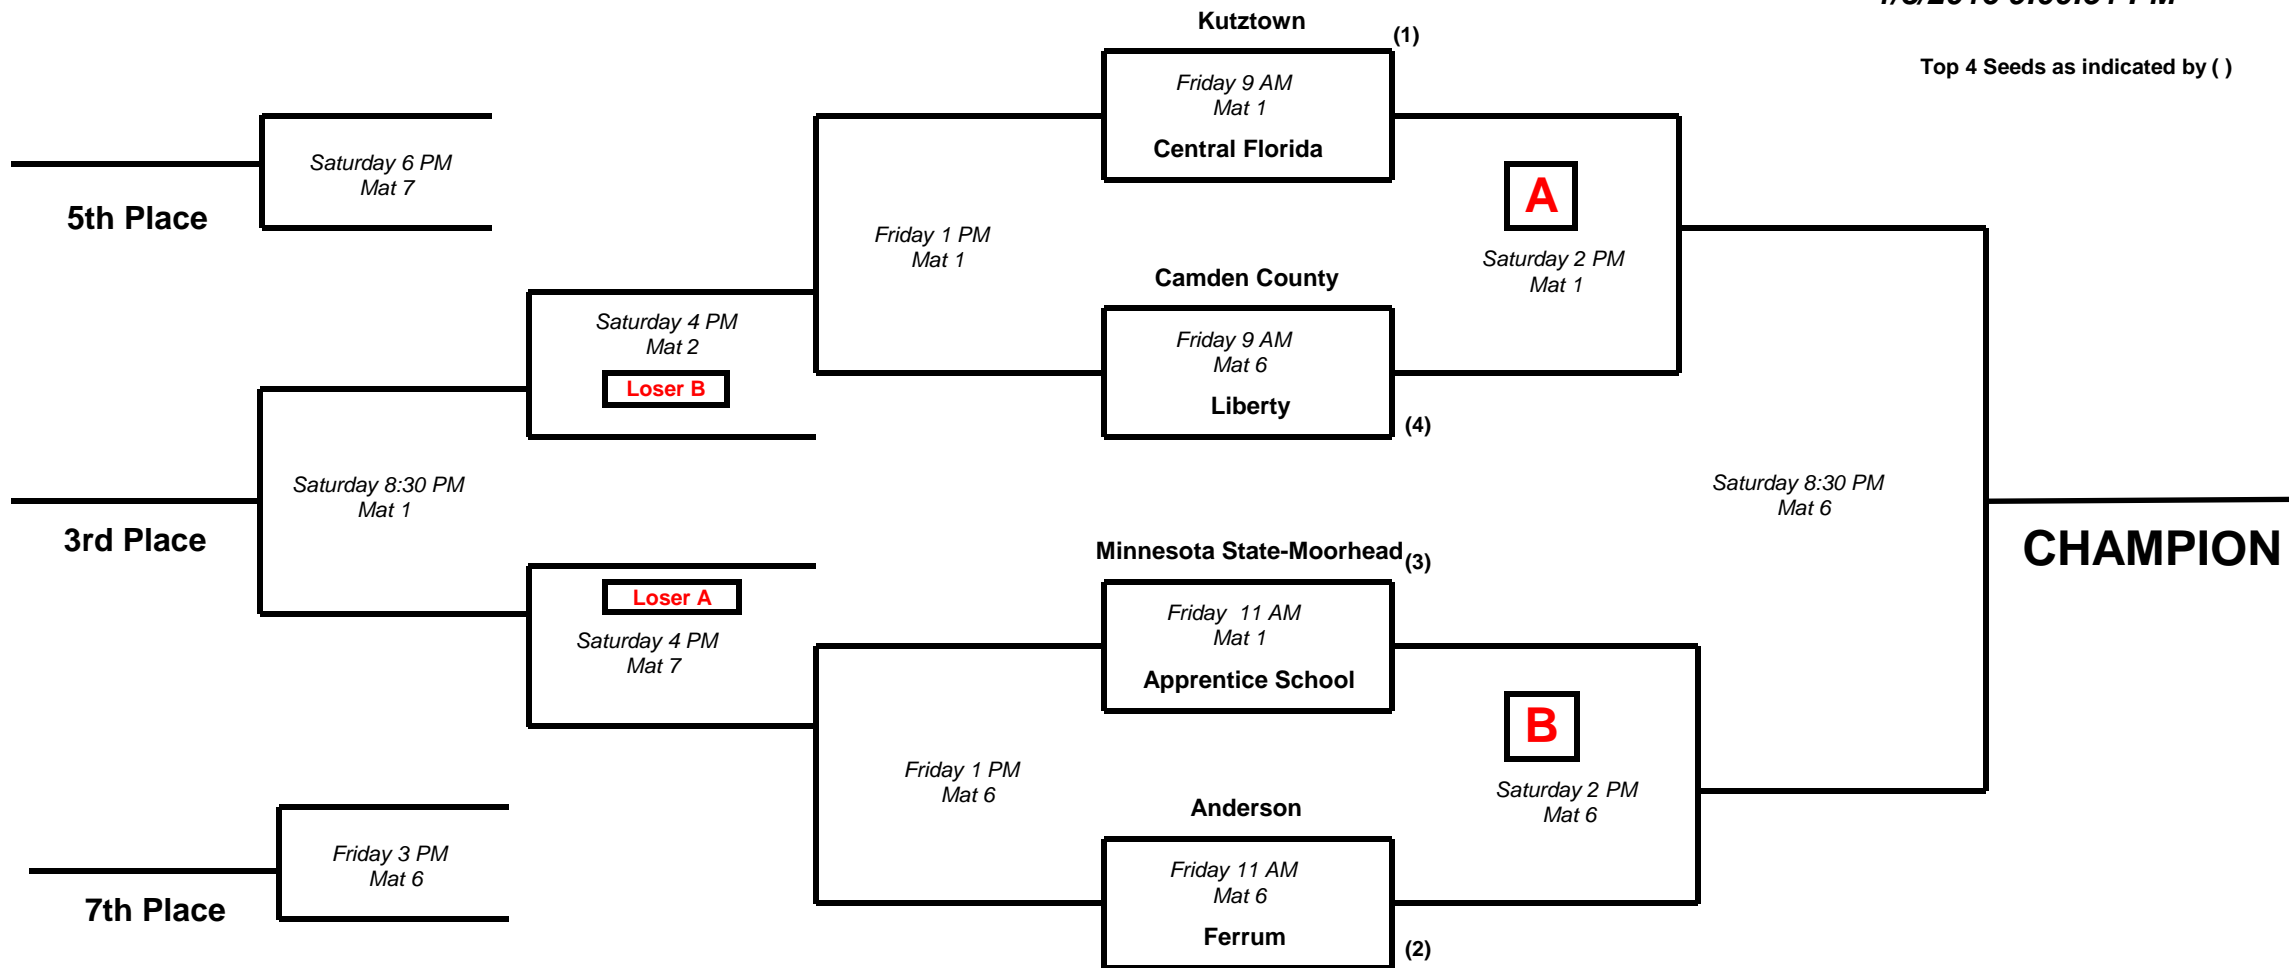 Kutztown
(1)
Top 4 Seeds as indicated by ( )
Friday 9 AM
Mat 1
Central Florida
Saturday 6 PM
Mat 7
5th Place
A
Friday 1 PM
Mat 1
Saturday 2 PM
Mat 1
Camden County
Saturday 4 PM
Mat 2
Loser B
Friday 9 AM
Mat 6
Liberty
(4)
Saturday 8:30 PM
Mat 1
3rd Place
Saturday 8:30 PM
Mat 6
CHAMPION
Minnesota State-Moorhead
(3)
Loser A
Saturday 4 PM
Mat 7
Friday 11 AM
Mat 1
Apprentice School
B
Friday 1 PM
Mat 6
Saturday 2 PM
Mat 6
Anderson
Friday 3 PM
Mat 6
7th Place
Friday 11 AM
Mat 6
Ferrum
(2)